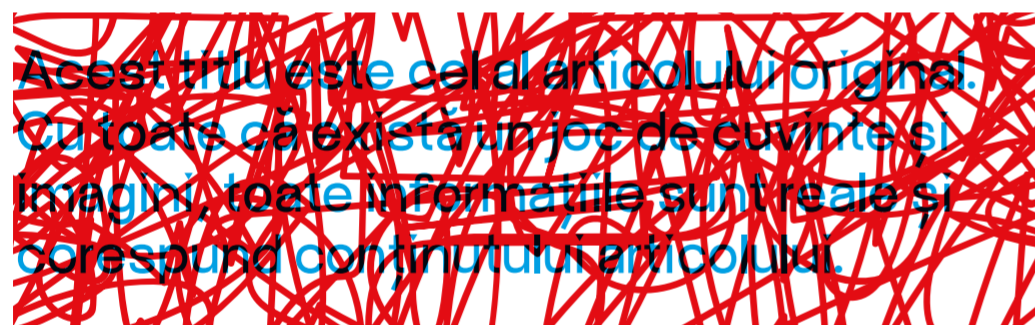 Acest titlu este cel al articolului original.
Cu toate că există un joc de cuvinte și
imagini, toate informațiile sunt reale și
corespund conținutului articolului.